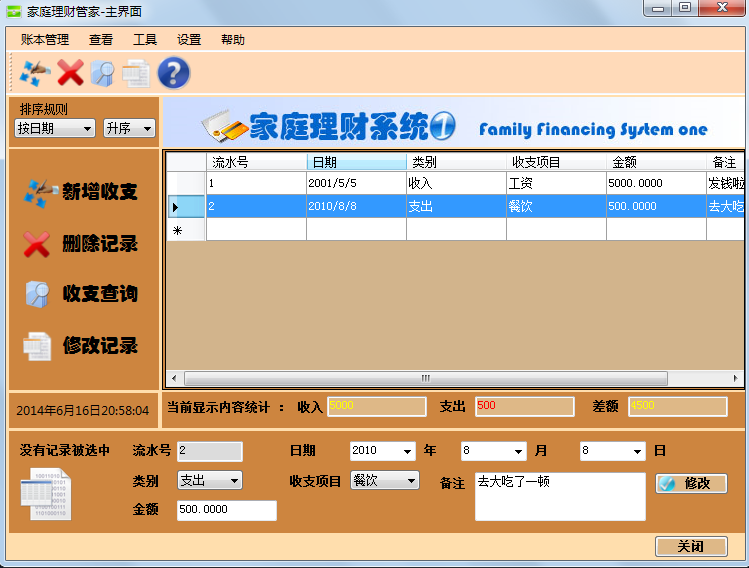 家庭理财管家-主界面
账本管理 查看 工具 设置 帮助
排序规则
按日期 升序
家庭理财系统1 Family Financing System one
流水号 日期 类别 收支项目 金额 备注
1 2001/5/5 收入 工资 5000.0000 发钱啦
2 2010/8/8 支出 餐饮 500.0000 去大吃
新增收支
删除记录
收支查询
修改记录
2014年6月16日20:58:04
当前显示内容统计 : 收入 5000 支出 500 差额 4500
没有记录被选中 流水号 2 日期 2010 年 8 月 8 日
类别 支出 收支项目 餐饮 备注 去大吃了一顿 修改
金额 500.0000
关闭